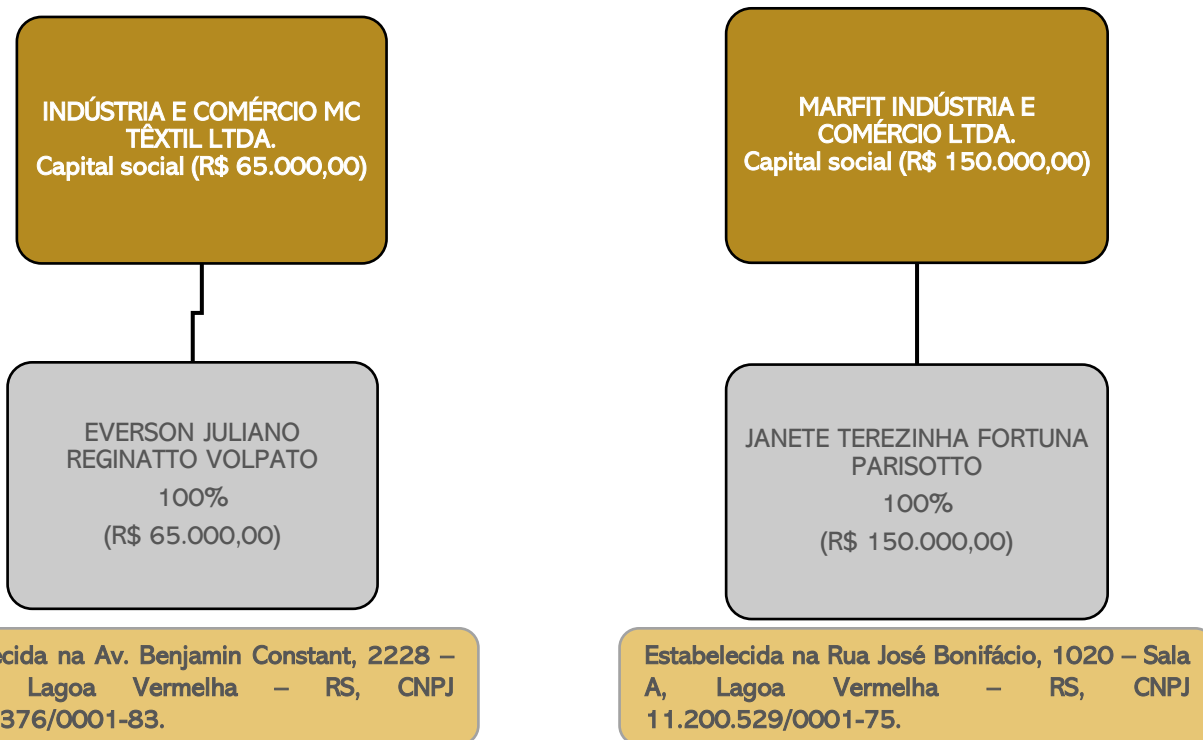 INDÚSTRIA E COMÉRCIO MC
TÊXTIL LTDA.
Capital social (R$ 65.000,00)
MARFIT INDÚSTRIA E
COMÉRCIO LTDA.
Capital social (R$ 150.000,00)
EVERSON JULIANO
REGINATTO VOLPATO
100%
(R$ 65.000,00)
JANETE TEREZINHA FORTUNA
PARISOTTO
100%
(R$ 150.000,00)
na Av. Benjamin Constant, 2228 –
Lagoa Vermelha – RS, CNPJ
376/0001-83.
Estabelecida na Rua José Bonifácio, 1020 – Sala
A, Lagoa Vermelha – RS, CNPJ
11.200.529/0001-75.